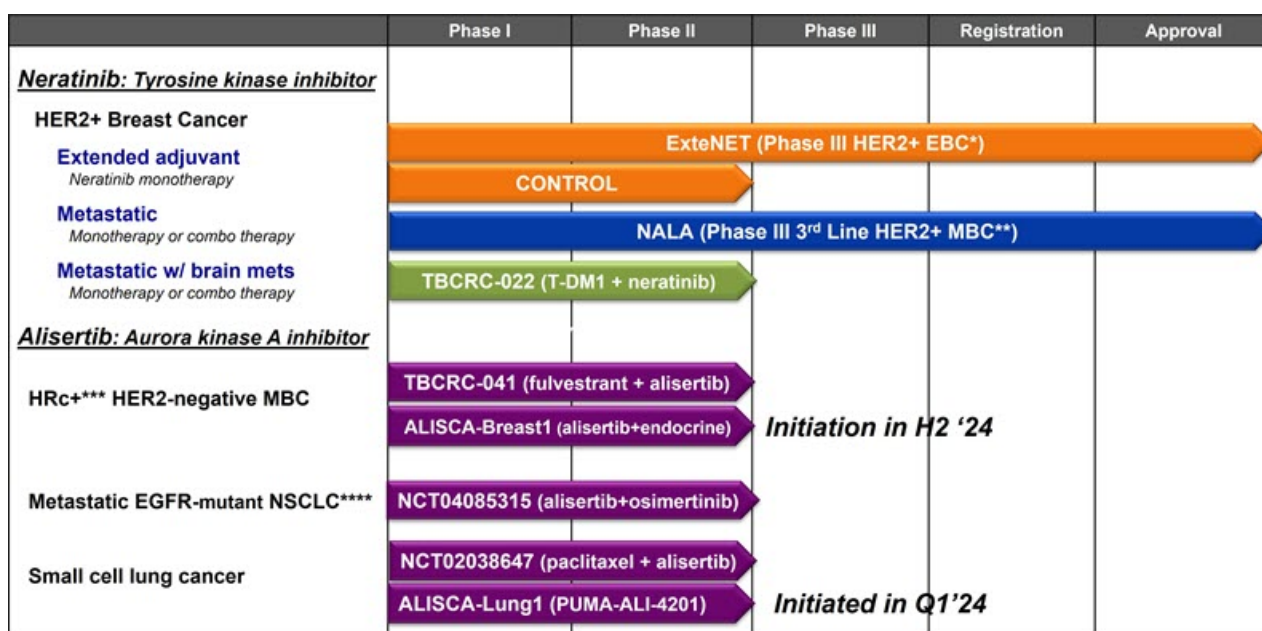 Phase I Phase II Phase III Registration Approval
Neratinib: Tyrosine kinase inhibitor
HER2+ Breast Cancer
ExteNET (Phase III HER2+ EBC*)
Extended adjuvant
Neratinib monotherapy
CONTROL
Metastatic
Monotherapy or combo therapy
NALA (Phase III 3rd Line HER2+ MBC**)
Metastatic w/ brain mets
Monotherapy or combo therapy
TBCRC-022 (T-DM1 + neratinib)
Alisertib: Aurora kinase A inhibitor
HRc+*** HER2-negative MBC
TBCRC-041 (fulvestrant + alisertib)
ALISCA-Breast1 (alisertib+endocrine) Initiation in H2 ‘24
Metastatic EGFR-mutant NSCLC**** NCT04085315 (alisertib+osimertinib)
Small cell lung cancer
NCT02038647 (paclitaxel + alisertib)
ALISCA-Lung1 (PUMA-ALI-4201) Initiated in Q1’24